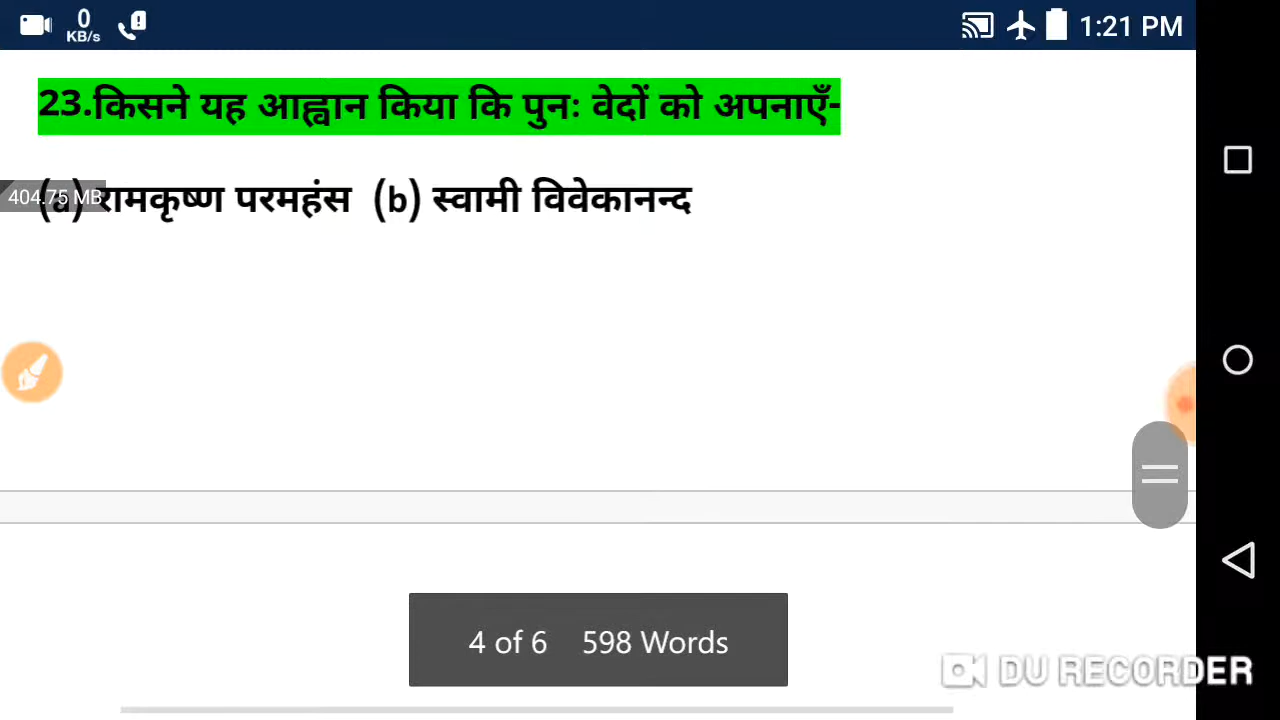 0
KB/s
1:21 PM
23.किसने यह आह्वान किया कि पुनः वेदों को अपनाएँ-
404.75 MB
(a) रामकृष्ण परमहंस (b) स्वामी विवेकानन्द
4 of 6 598 Words
DU RECORDER